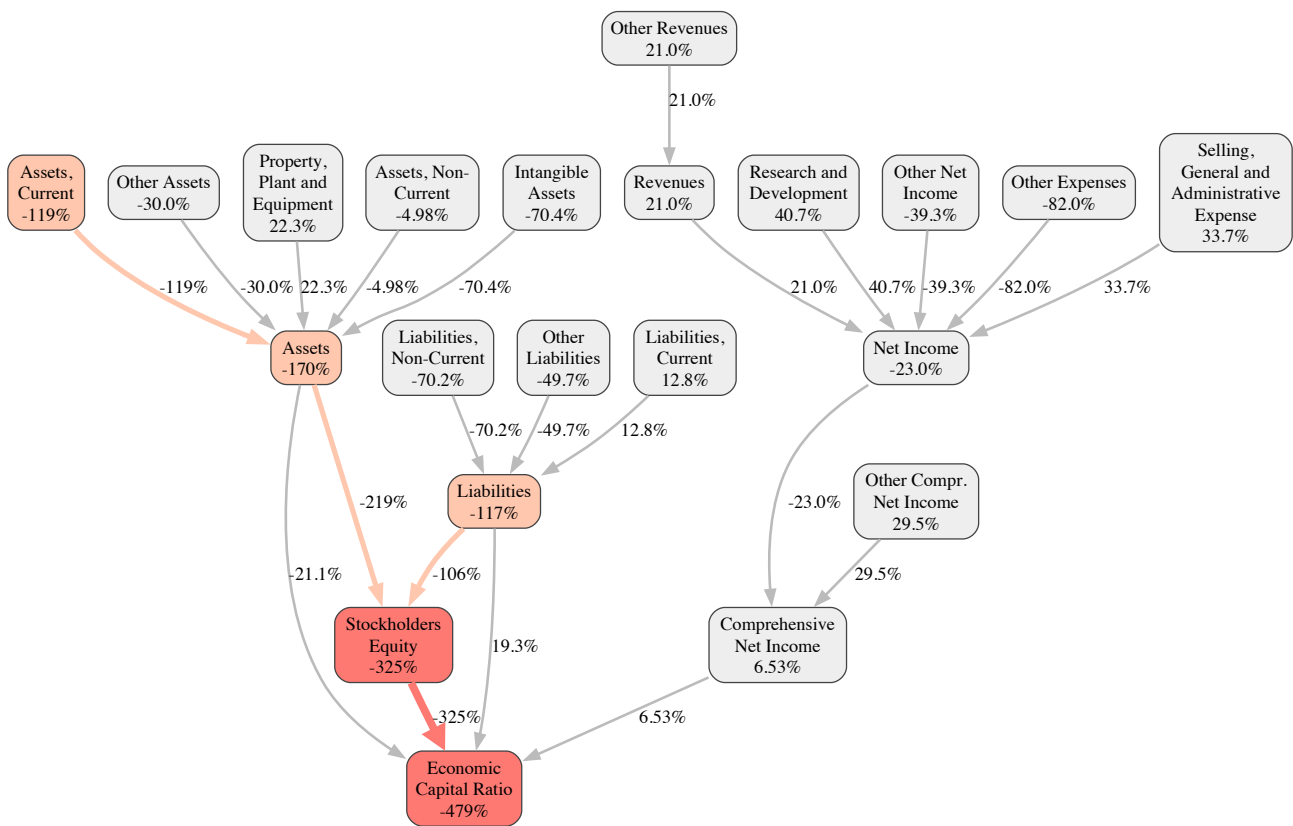 Other Revenues
21.0%
21.0%
Assets,
Current
-119%
Other Assets
-30.0%
Property,
Plant and
Equipment
22.3%
Assets, Non-
Current
-4.98%
Intangible
Assets
-70.4%
Revenues
21.0%
Research and
Development
40.7%
Other Net
Income
-39.3%
Other Expenses
-82.0%
Selling,
General and
Administrative
Expense
33.7%
-119%
-30.0%
22.3%
-4.98%
-70.4%
21.0%
40.7%
-39.3%
-82.0%
33.7%
Assets
-170%
Liabilities,
Non-Current
-70.2%
Other
Liabilities
-49.7%
Liabilities,
Current
12.8%
Net Income
-23.0%
-70.2%
-49.7%
12.8%
-219%
Liabilities
-117%
-23.0%
Other Compr.
Net Income
29.5%
-21.1%
-106%
29.5%
Stockholders
Equity
-325%
19.3%
Comprehensive
Net Income
6.53%
-325%
6.53%
Economic
Capital Ratio
-479%